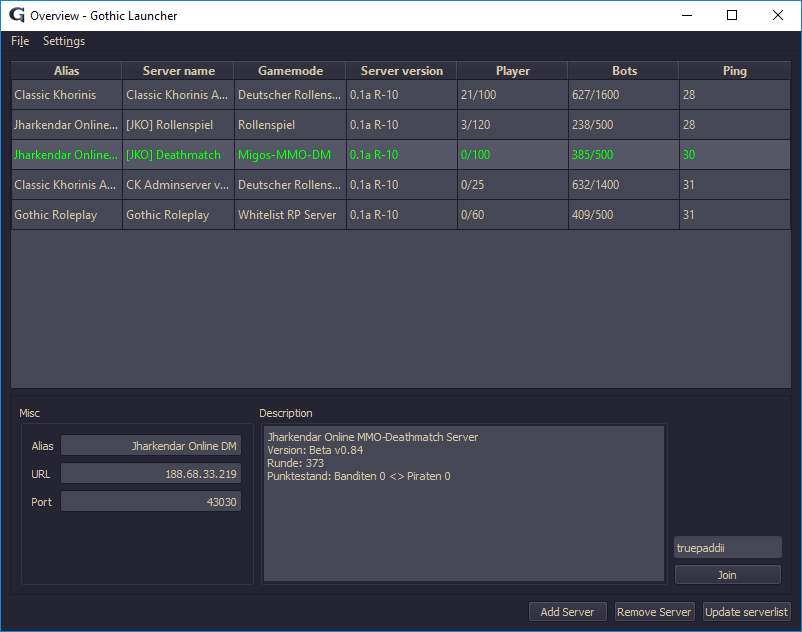 Overview - Gothic Launcher
File Settings
Alias Server name Gamemode Server version Player Bots Ping
Classic Khorinis Classic Khorinis A... Deutscher Rollens... 0.1a R-10 21/100 627/1600 28
Jharkendar Online... [JKO] Rollenspiel Rollenspiel 0.1a R-10 3/120 238/500 28
Jharkendar Online... [JKO] Deathmatch Migos-MMO-DM 0.1a R-10 0/100 385/500 30
Classic Khorinis A... CK Adminserver v... Deutscher Rollens... 0.1a R-10 0/25 632/1400 31
Gothic Roleplay Gothic Roleplay Whitelist RP Server 0.1a R-10 0/60 409/500 31
Misc
Alias Jharkendar Online DM
URL 188.68.33.219
Port 43030
Description
Jharkendar Online MMO-Deathmatch Server
Version: Beta v0.84
Runde: 373
Punktestand: Banditen 0 <> Piraten 0
truepaddii
Join
Add Server Remove Server Update serverlist